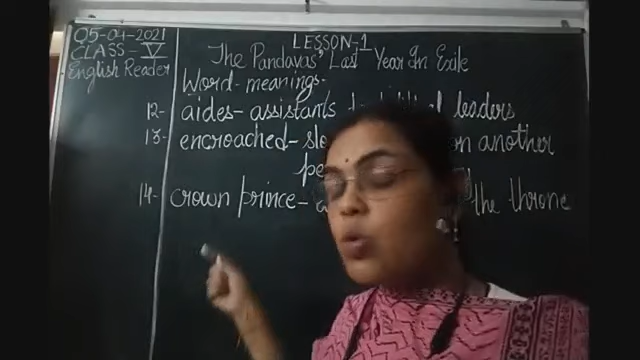 05-04-2021
CLASS-V
English Reader
LESSON-1
The Pandavas' Last Year In Exile
Word-meanings-
12- aides- assistants leaders
13- encroached- on another
14- crown prince- the throne